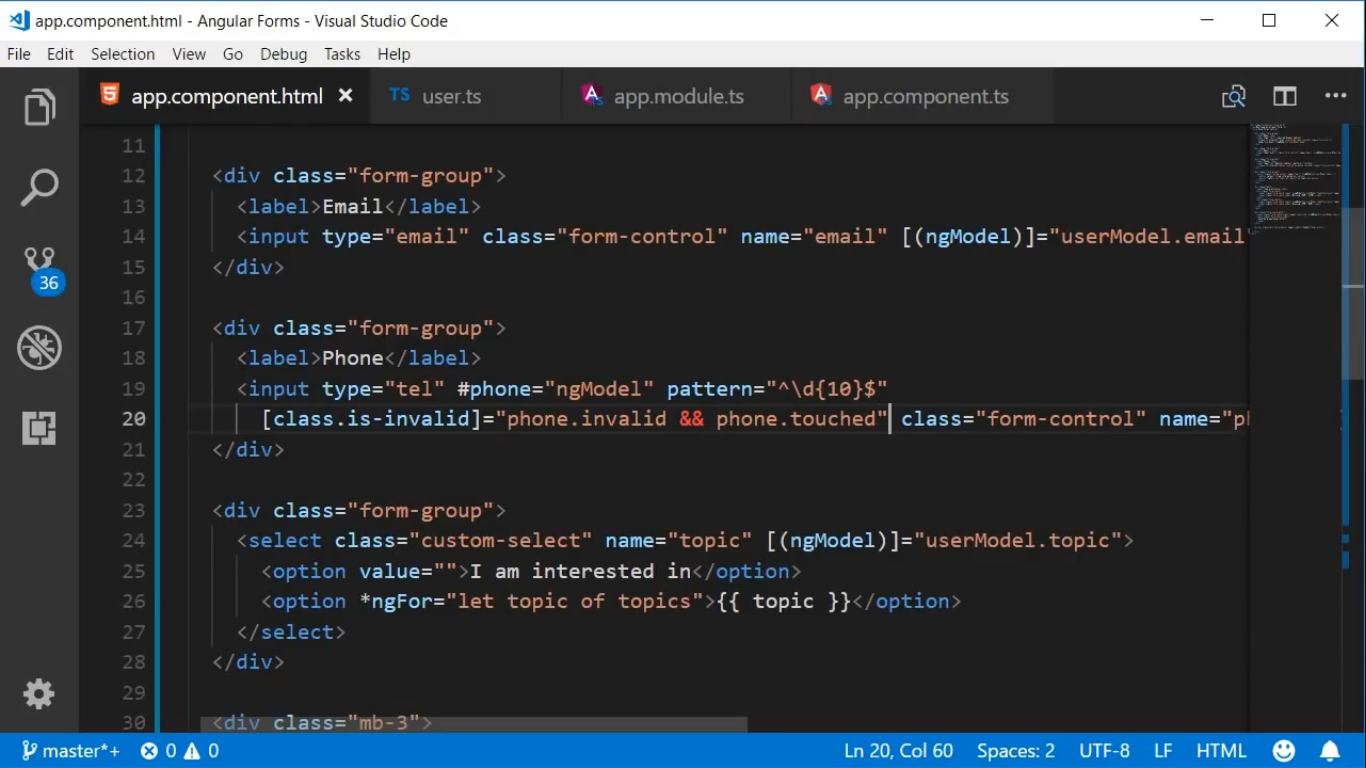 app.component.html - Angular Forms - Visual Studio Code
File Edit Selection View Go Debug Tasks Help
app.component.html TS user.ts app.module.ts app.component.ts
11
12 <div class="form-group">
13 <label>Email</label>
14 <input type="email" class="form-control" name="email" [(ngModel)]="userModel.email"
15 </div>
16
17 <div class="form-group">
18 <label>Phone</label>
19 <input type="tel" #phone="ngModel" pattern="^\d{10}$"
20 [class.is-invalid]="phone.invalid && phone.touched" class="form-control" name="ph
21 </div>
22
23 <div class="form-group">
24 <select class="custom-select" name="topic" [(ngModel)]="userModel.topic">
25 <option value="">I am interested in</option>
26 <option *ngFor="let topic of topics">{{ topic }}</option>
27 </select>
28 </div>
29
30 <div class="mb-3">
36
master*+ 0 0 Ln 20, Col 60 Spaces: 2 UTF-8 LF HTML